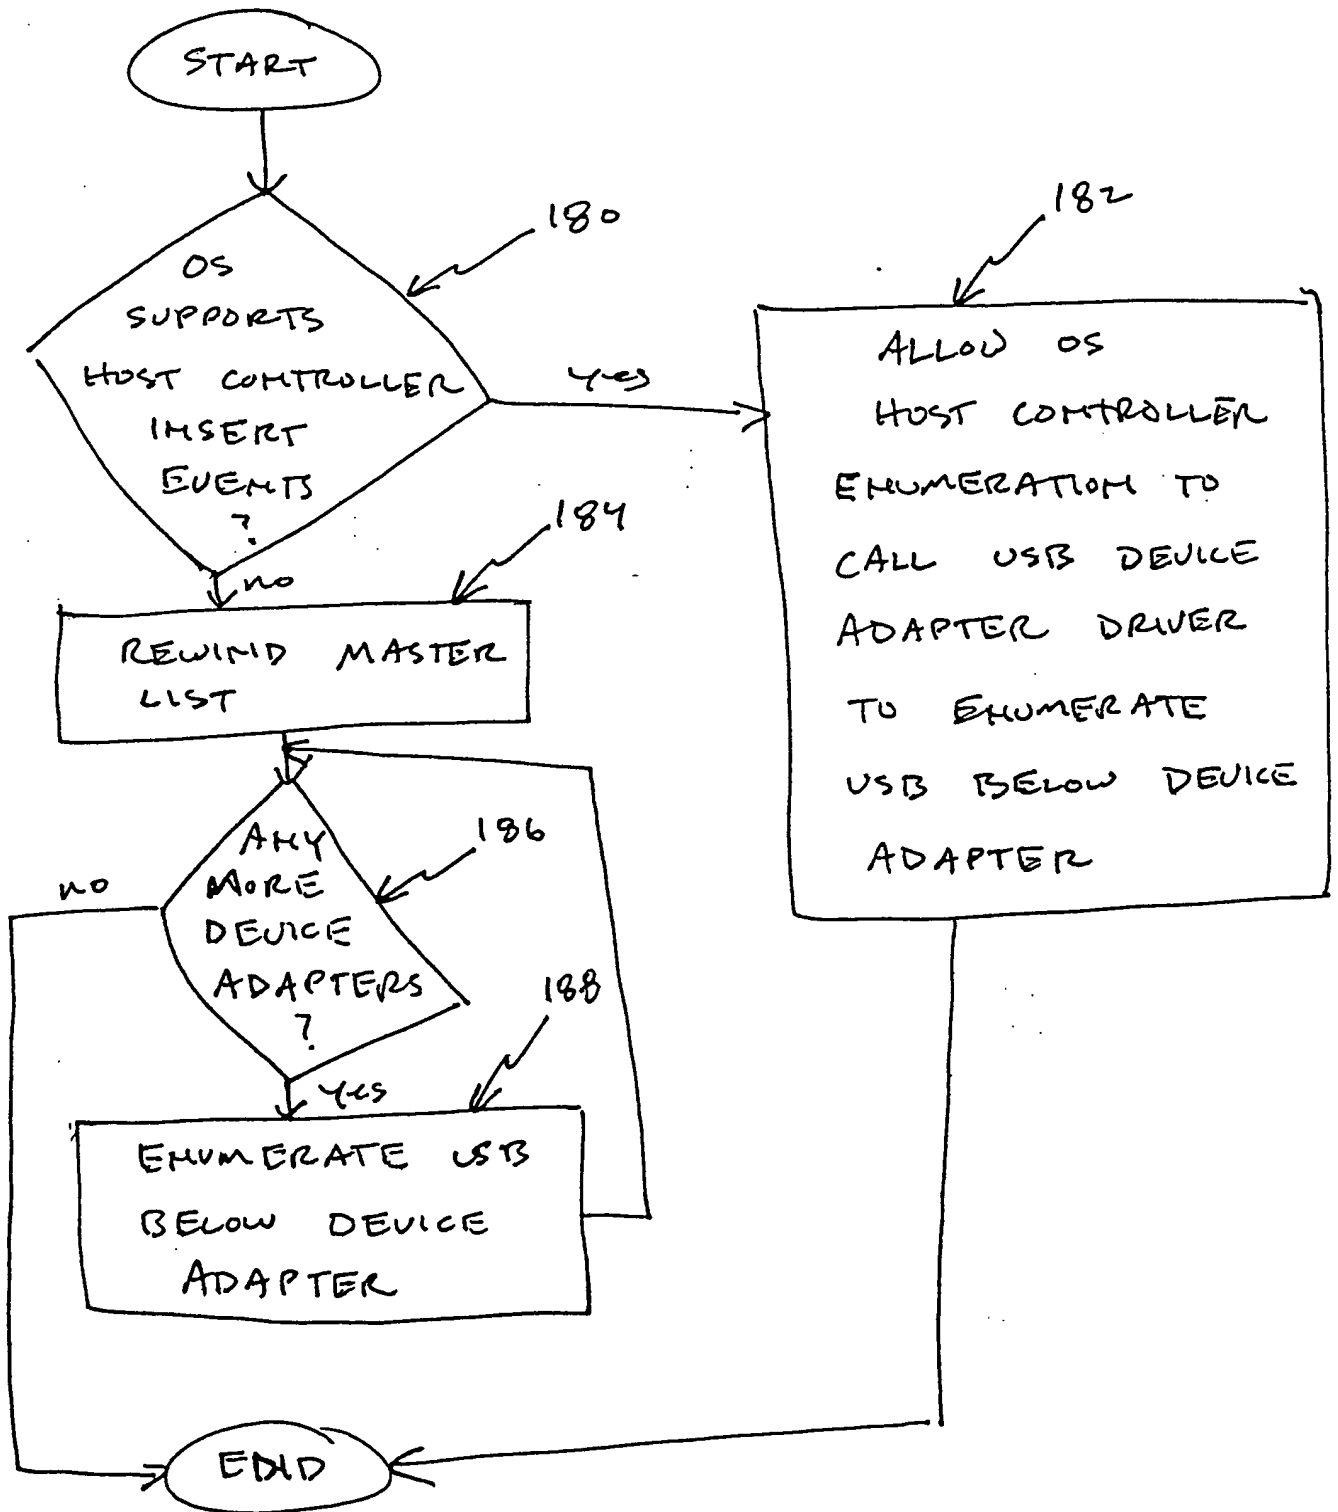 START
180
OS
SUPPORTS
HOST CONTROLLER
INSERT
EVENTS
?
yes
182
ALLOW OS
HOST CONTROLLER
ENUMERATION TO
CALL USB DEVICE
ADAPTER DRIVER
TO ENUMERATE
USB BELOW DEVICE
ADAPTER
no
184
REWIND MASTER
LIST
186
ANY
MORE
DEVICE
ADAPTERS
?
no
yes
188
ENUMERATE USB
BELOW DEVICE
ADAPTER
END